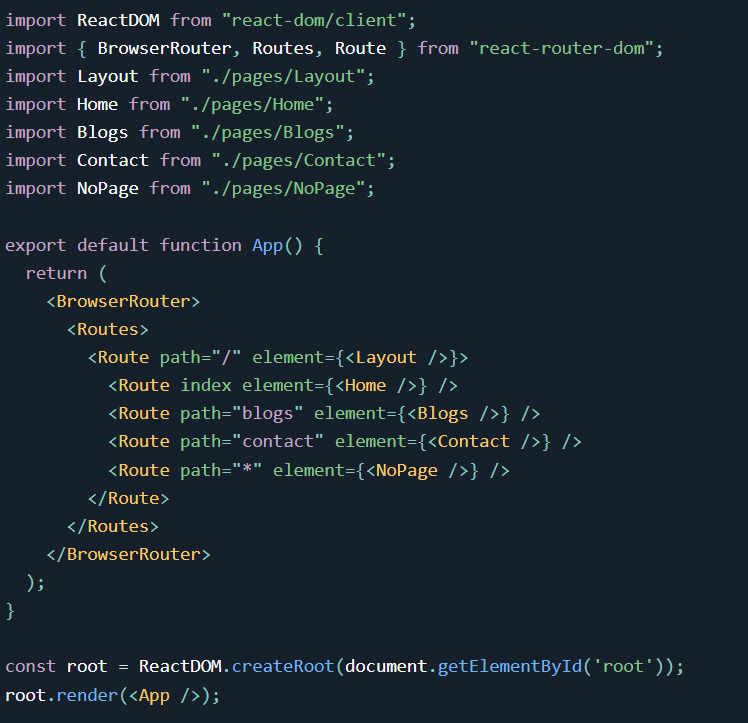 import ReactDOM from "react-dom/client";
import { BrowserRouter, Routes, Route } from "react-router-dom";
import Layout from "./pages/Layout";
import Home from "./pages/Home";
import Blogs from "./pages/Blogs";
import Contact from "./pages/Contact";
import NoPage from "./pages/NoPage";

export default function App() {
  return (
    <BrowserRouter>
      <Routes>
        <Route path="/" element={<Layout />}>
          <Route index element={<Home />} />
          <Route path="blogs" element={<Blogs />} />
          <Route path="contact" element={<Contact />} />
          <Route path="*" element={<NoPage />} />
        </Route>
      </Routes>
    </BrowserRouter>
  );
}

const root = ReactDOM.createRoot(document.getElementById('root'));
root.render(<App />);